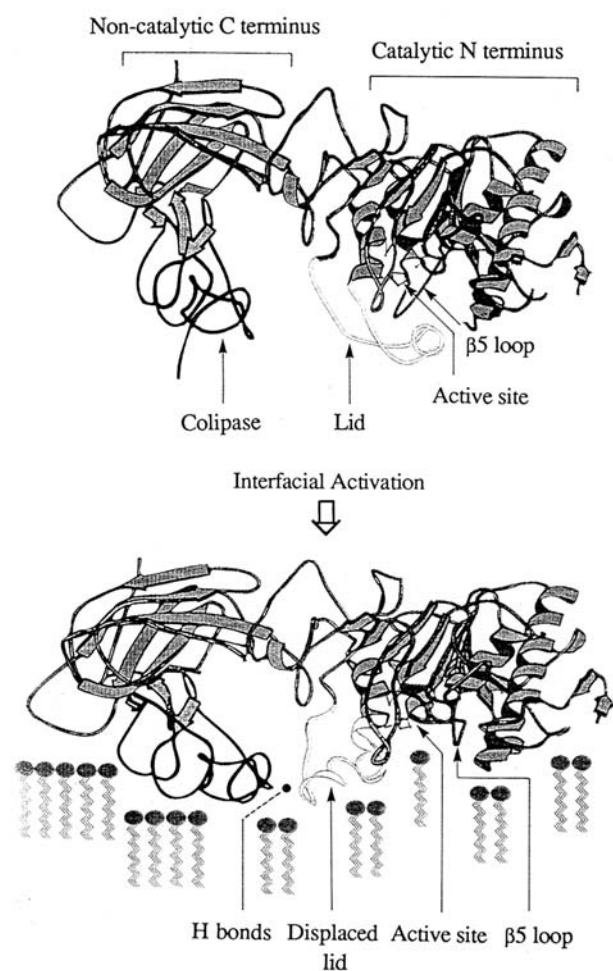 Non-catalytic C terminus
Catalytic N terminus
β5 loop
Active site
Colipase
Lid
Interfacial Activation
H bonds
Displaced lid
Active site
β5 loop